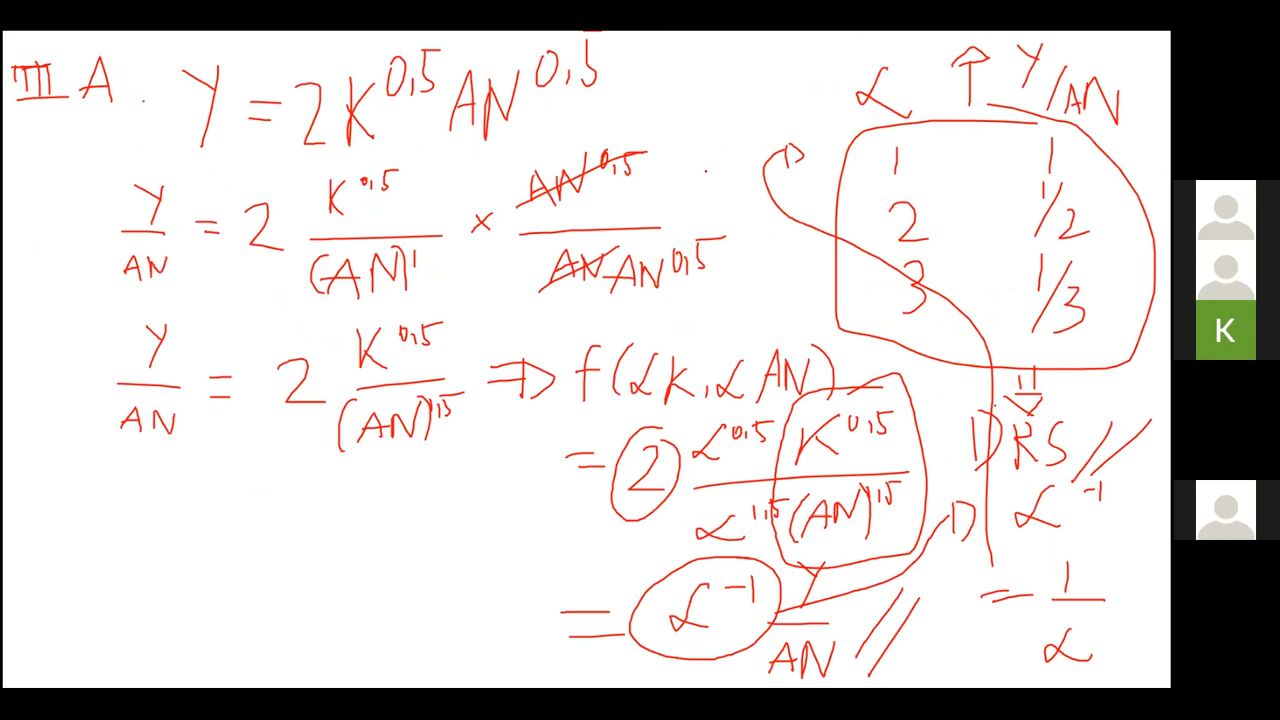 III A. Y = 2K^0,5 AN^0,5
Y/AN = 2 K^0,5/(AN)^1 × AN^0,5/AN AN^0,5
Y/AN = 2 K^0,5/(AN)^1,5 ⇒ f(αK, αAN)
= 2 α^0,5 K^0,5/α^1,5 (AN)^1,5
= α^-1 Y/AN //
α ↑ Y/AN
1 1
2 1/2
3 1/3
⇓
DRS //
α^-1
= 1/α
K